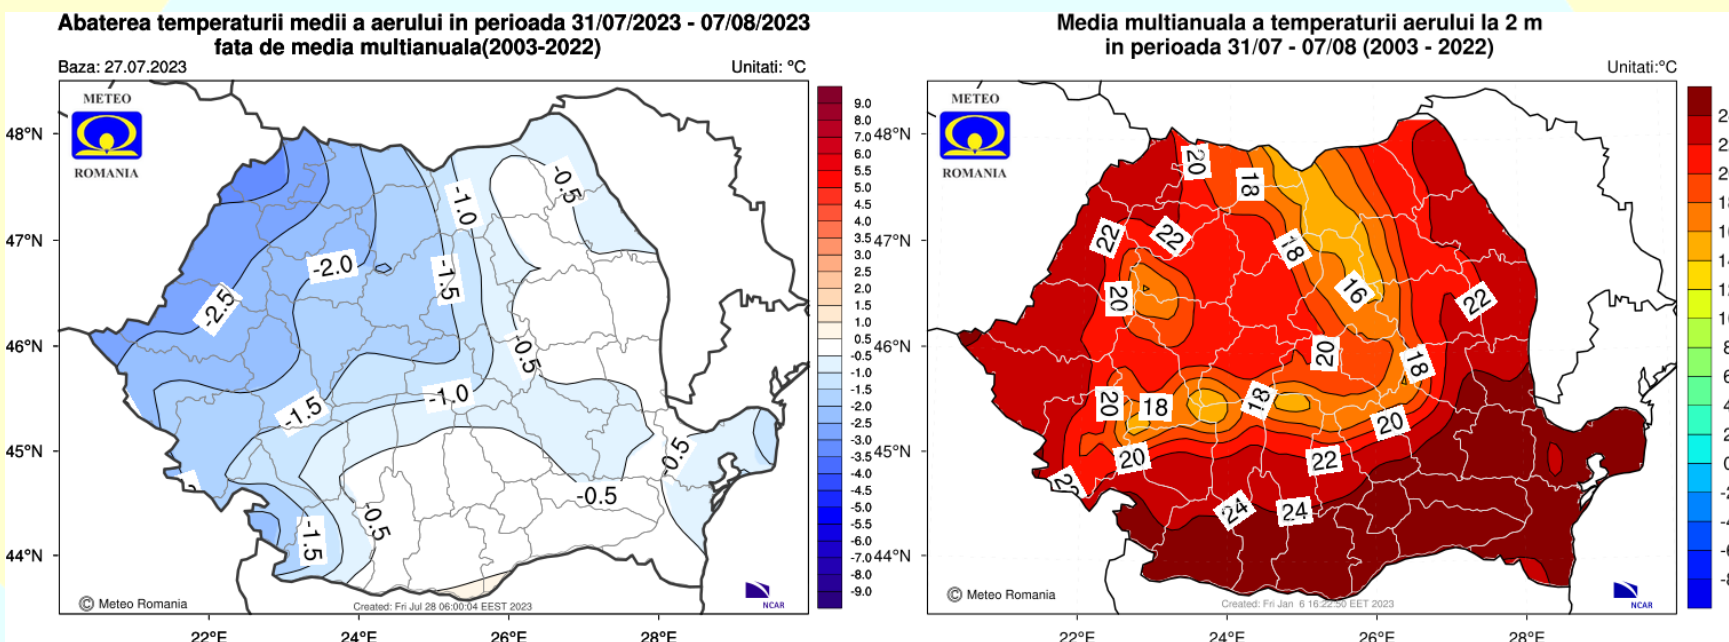 Abaterea temperaturii medii a aerului in perioada 31/07/2023 - 07/08/2023
fata de media multianuala(2003-2022)
Baza: 27.07.2023
Unitati: °C
METEO
ROMANIA
48°N
47°N
46°N
45°N
44°N
22°E
24°E
26°E
28°E
-0.5
-1.0
-2.0
-1.5
-2.5
-0.5
-1.0
-1.5
-0.5
-0.5
-0.5
-1.5
9.0
8.0
7.0
6.0
5.5
5.0
4.5
4.0
3.5
3.0
2.5
2.0
1.5
1.0
0.5
-0.5
-1.0
-1.5
-2.0
-2.5
-3.0
-3.5
-4.0
-4.5
-5.0
-5.5
-6.0
-7.0
-8.0
-9.0
© Meteo Romania
Created: Fri Jul 28 06:00:04 EEST 2023
NCAR
Media multianuala a temperaturii aerului la 2 m
in perioada 31/07 - 07/08 (2003 - 2022)
Unitati:°C
METEO
ROMANIA
48°N
47°N
46°N
45°N
44°N
22°E
24°E
26°E
28°E
20
18
22
22
18
20
16
22
20
18
20
18
18
20
20
22
24
24
© Meteo Romania
Created: Fri Jan 6 16:22:50 EET 2023
NCAR